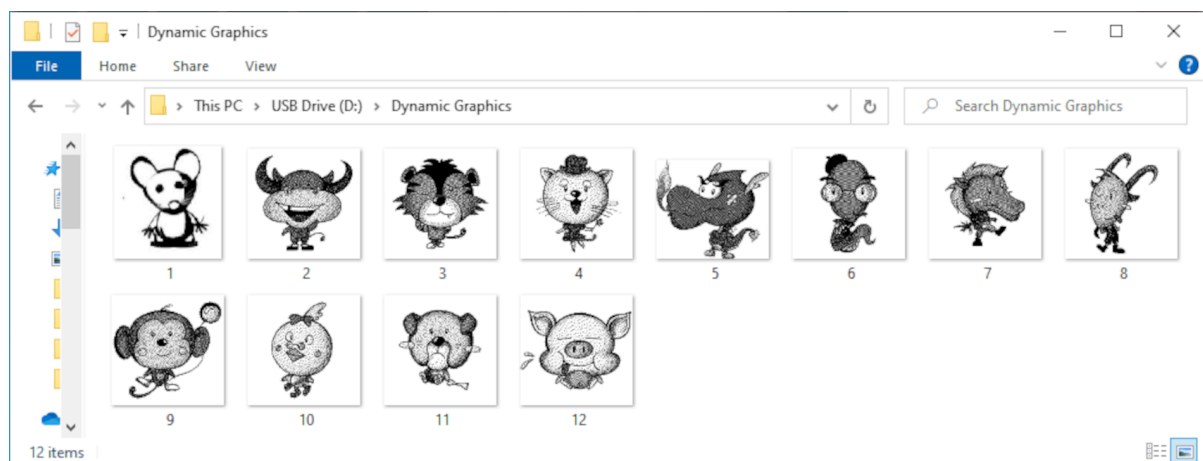 Dynamic Graphics
File Home Share View
This PC > USB Drive (D:) > Dynamic Graphics
Search Dynamic Graphics
1 2 3 4 5 6 7 8
9 10 11 12
12 items